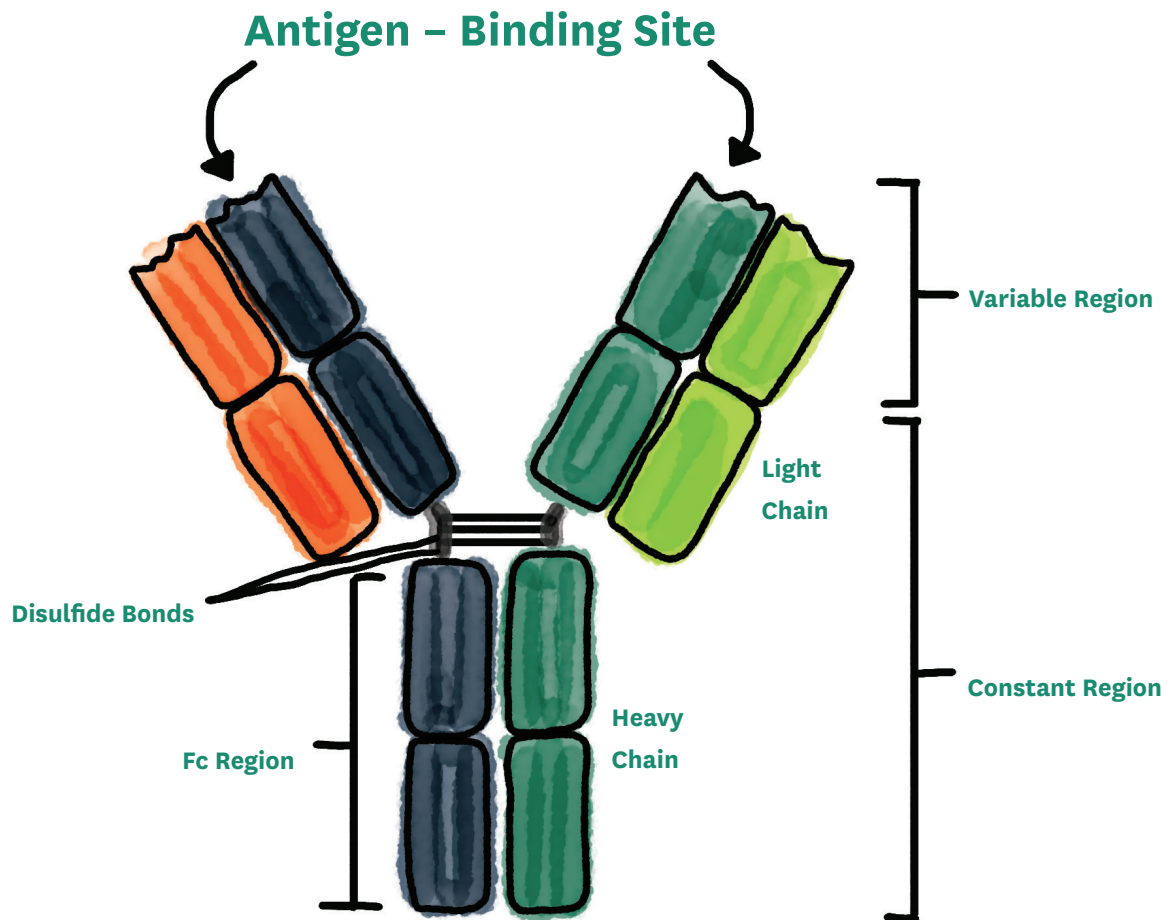 Antigen – Binding Site
Variable Region
Light
Chain
Disulfide Bonds
Constant Region
Heavy
Chain
Fc Region